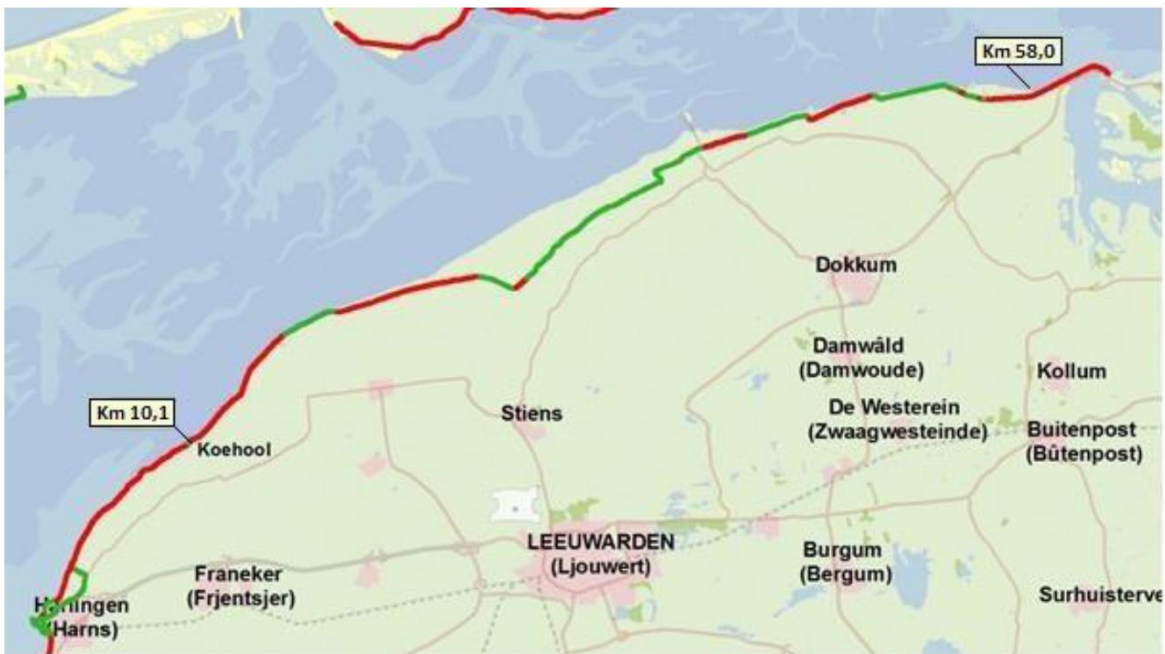 Km 58,0
Dokkum
Damwâld
(Damwoude)
Kollum
Km 10,1
Koehool
Stiens
De Westerein
(Zwaagwesteinde)
Buitenpost
(Bûtenpost)
LEEUWARDEN
(Ljouwert)
Burgum
(Bergum)
Franeker
(Frjentsjer)
Surhuisterve
(Harns)